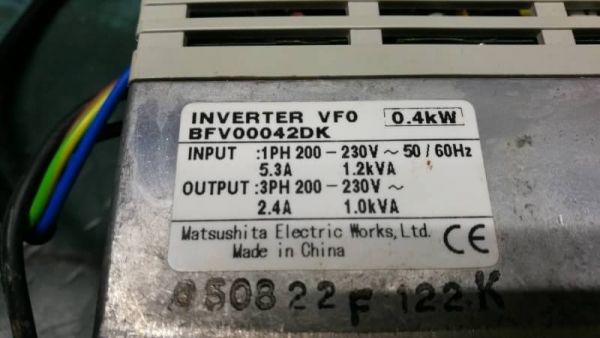 INVERTER VF0 0.4kW
BFV00042DK
INPUT :1PH 200-230V ~ 50/60Hz
5.3A 1.2kVA
OUTPUT :3PH 200-230V ~
2.4A 1.0kVA
Matsushita Electric Works,Ltd.
Made in China CE
050822F 122K